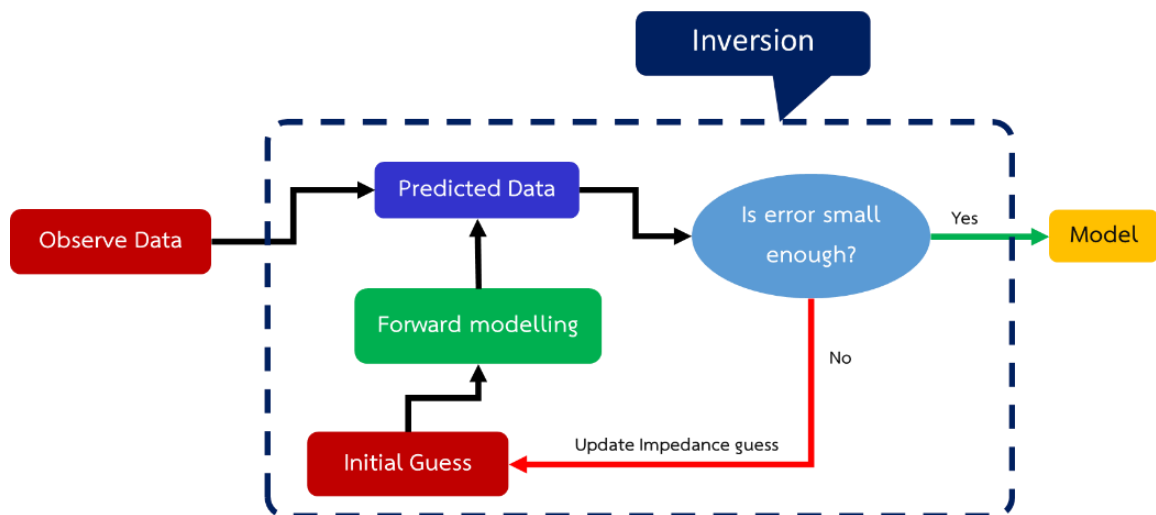 Inversion
Predicted Data
Is error small
enough?
Yes
Observe Data
Model
Forward modelling
No
Update Impedance guess
Initial Guess